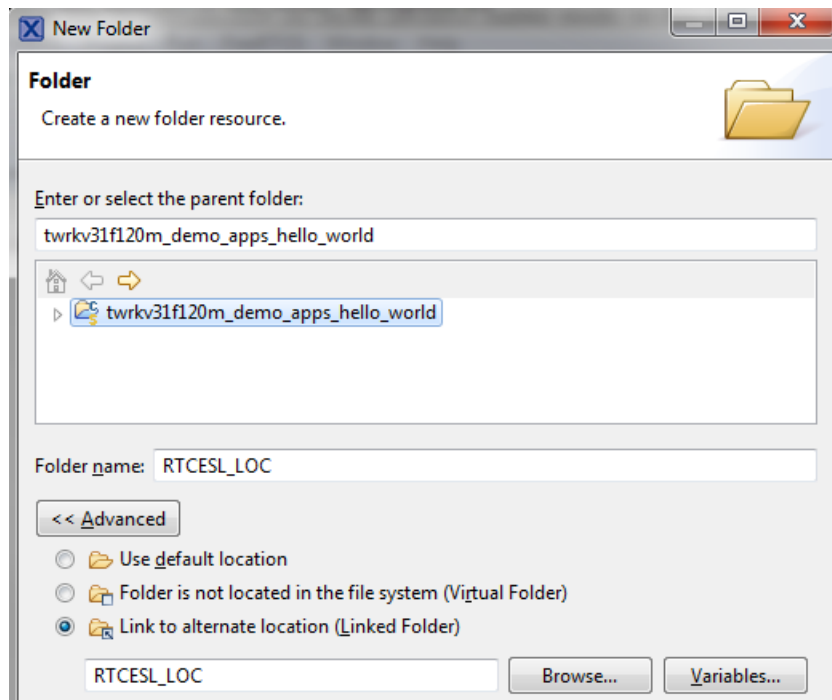 New Folder
Folder
Create a new folder resource.
Enter or select the parent folder:
twrkv31f120m_demo_apps_hello_world
twrkv31f120m_demo_apps_hello_world
Folder name: RTCESL_LOC
<< Advanced
Use default location
Folder is not located in the file system (Virtual Folder)
Link to alternate location (Linked Folder)
RTCESL_LOC Browse... Variables...